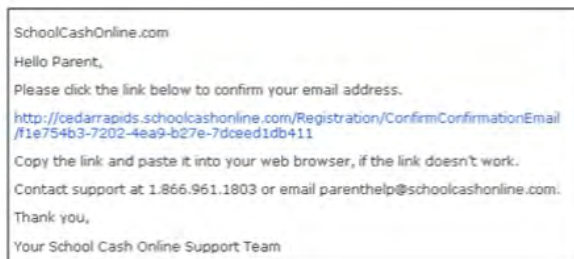 SchoolCashOnline.com
Hello Parent,
Please click the link below to confirm your email address.
http://cedarrapids.schoolcashonline.com/Registration/ConfirmConfirmationEmail
/f1e754b3-7202-4ea9-b27e-7dceed1db411
Copy the link and paste it into your web browser, if the link doesn't work.
Contact support at 1.866.961.1803 or email parenthelp@schoolcashonline.com.
Thank you,
Your School Cash Online Support Team